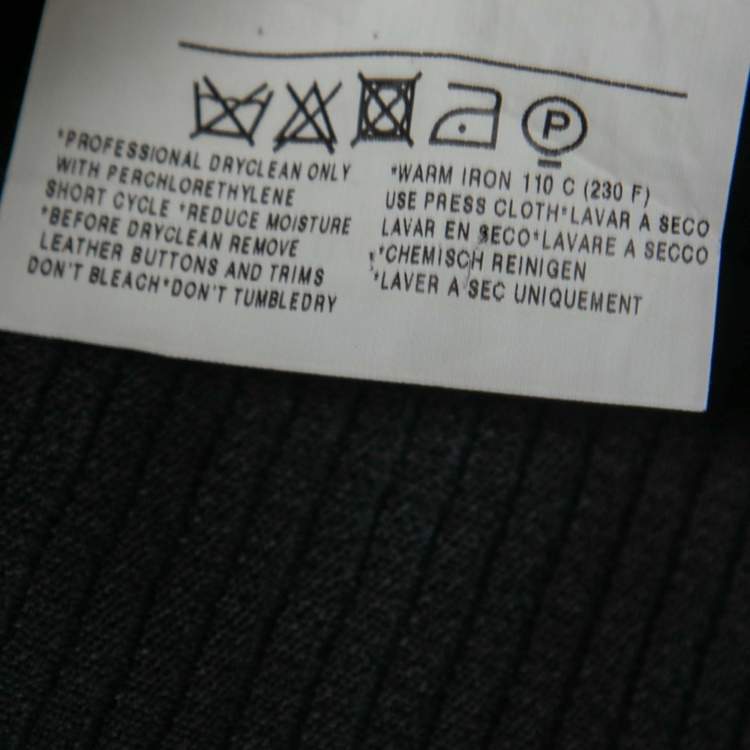 P
*PROFESSIONAL DRYCLEAN ONLY
WITH PERCHLORETHYLENE
SHORT CYCLE *REDUCE MOISTURE
*BEFORE DRYCLEAN REMOVE
LEATHER BUTTONS AND TRIMS
DON'T BLEACH*DON'T TUMBLEDRY
*WARM IRON 110 C (230 F)
USE PRESS CLOTH*LAVAR A SECO
LAVAR EN SECO*LAVARE A SECCO
*CHEMISCH REINIGEN
*LAVER A SEC UNIQUEMENT